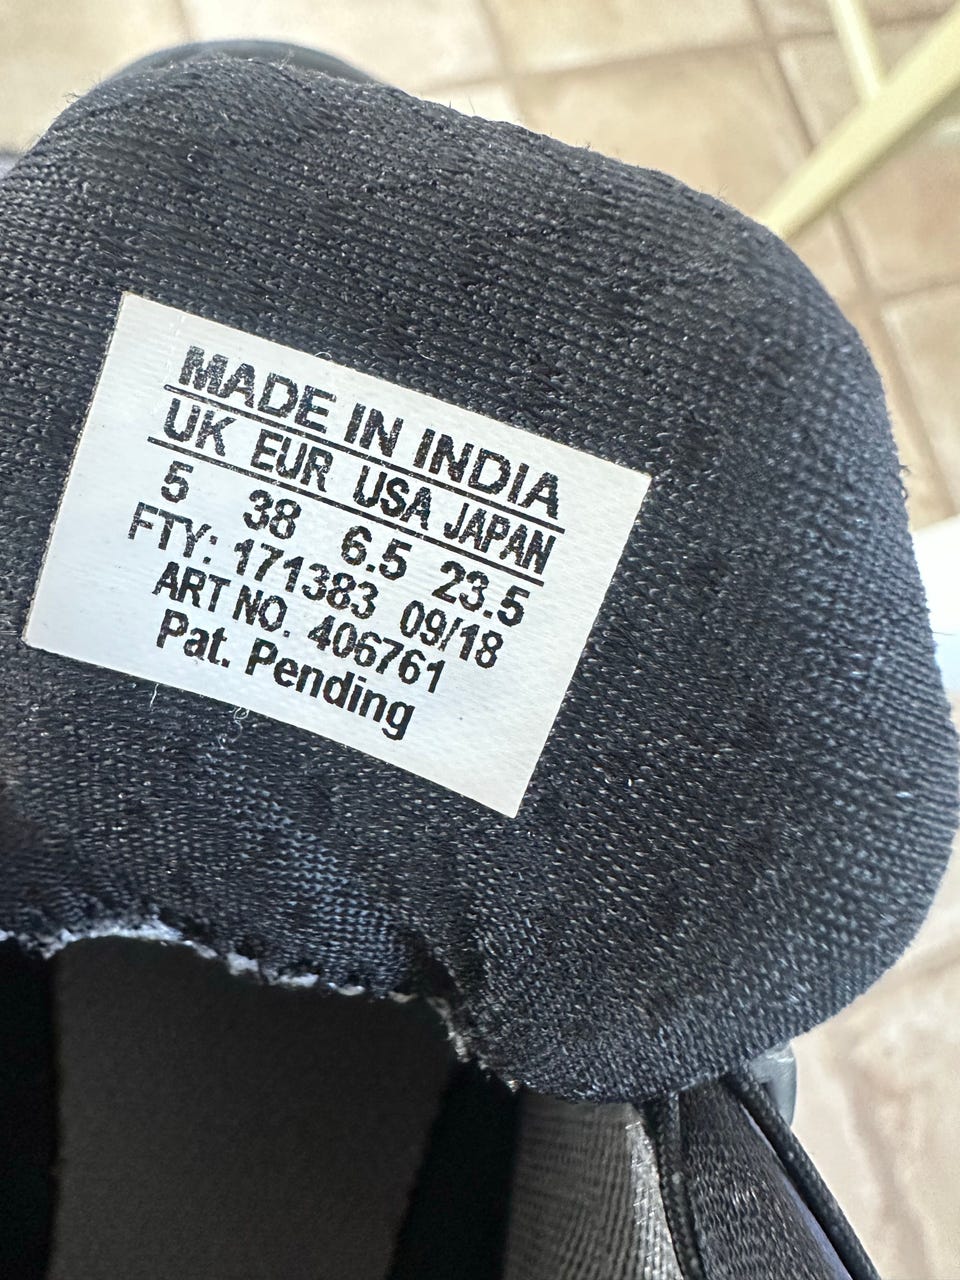 MADE IN INDIA
UK EUR USA JAPAN
5 38 6.5 23.5
FTY: 171383 09/18
ART NO. 406761
Pat. Pending